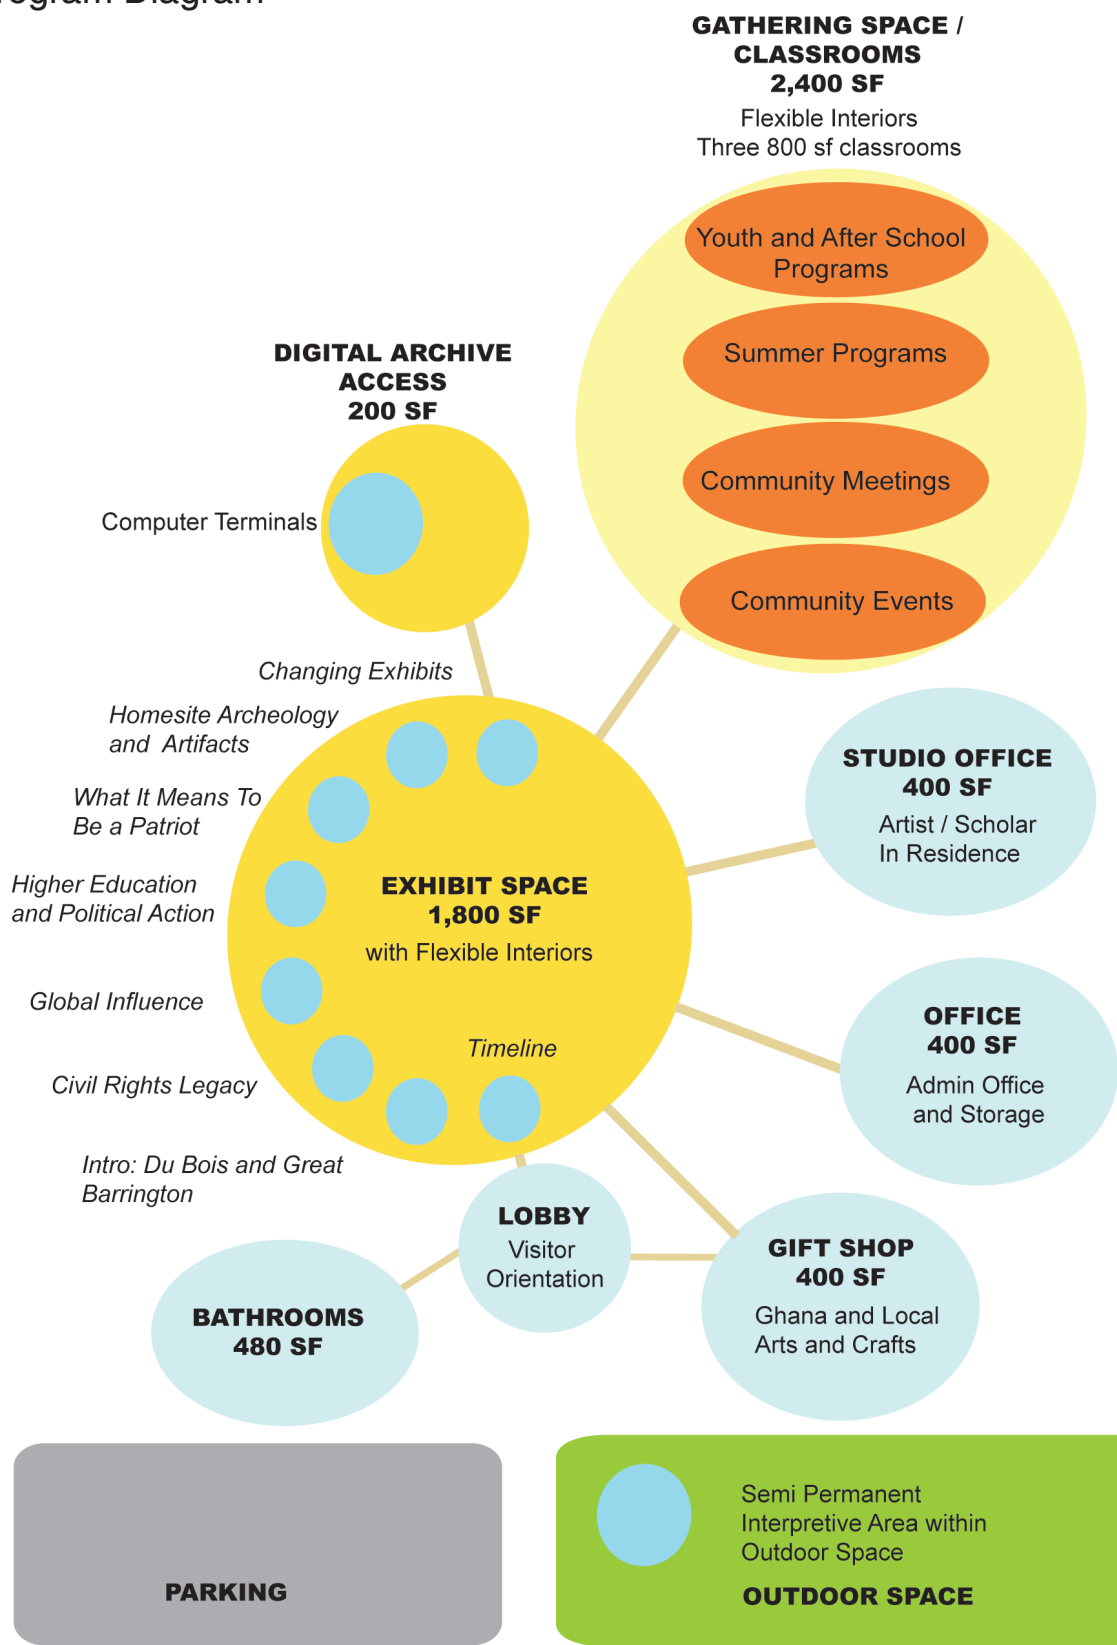 Program Diagram
GATHERING SPACE /
CLASSROOMS
2,400 SF
Flexible Interiors
Three 800 sf classrooms
Youth and After School
Programs
Summer Programs
Community Meetings
Community Events
DIGITAL ARCHIVE
ACCESS
200 SF
Computer Terminals
Changing Exhibits
Homesite Archeology
and Artifacts
What It Means To
Be a Patriot
Higher Education
and Political Action
Global Influence
Civil Rights Legacy
Intro: Du Bois and Great
Barrington
EXHIBIT SPACE
1,800 SF
with Flexible Interiors
Timeline
STUDIO OFFICE
400 SF
Artist / Scholar
In Residence
OFFICE
400 SF
Admin Office
and Storage
LOBBY
Visitor
Orientation
GIFT SHOP
400 SF
Ghana and Local
Arts and Crafts
BATHROOMS
480 SF
PARKING
Semi Permanent
Interpretive Area within
Outdoor Space
OUTDOOR SPACE